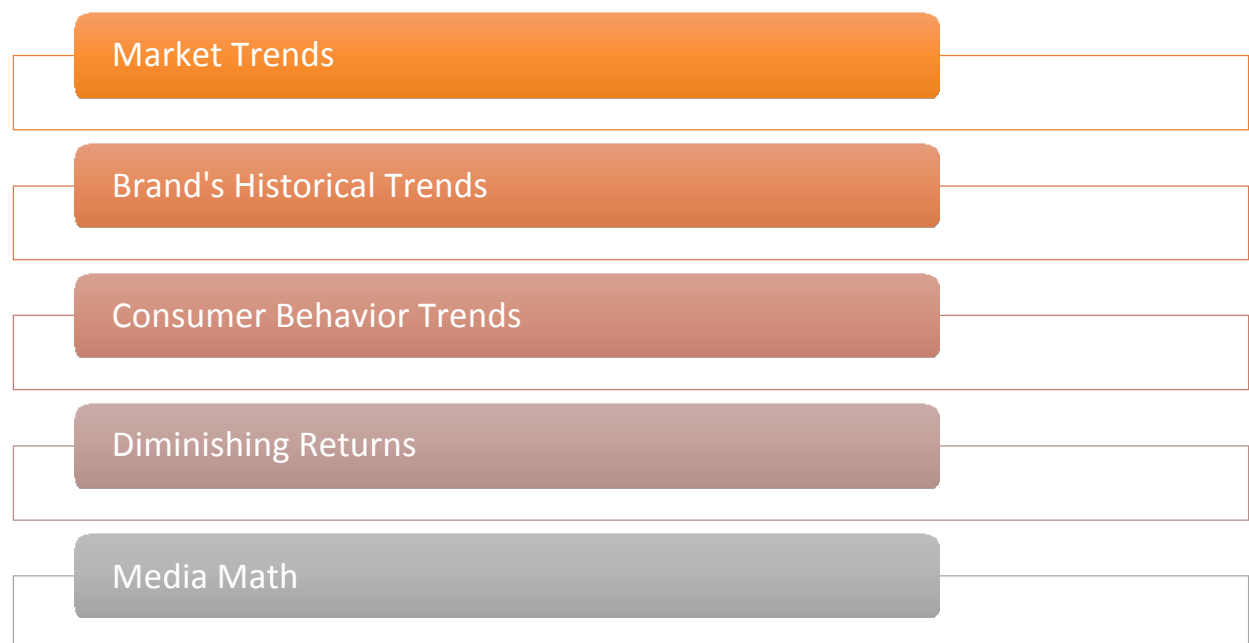 Market Trends
Brand's Historical Trends
Consumer Behavior Trends
Diminishing Returns
Media Math